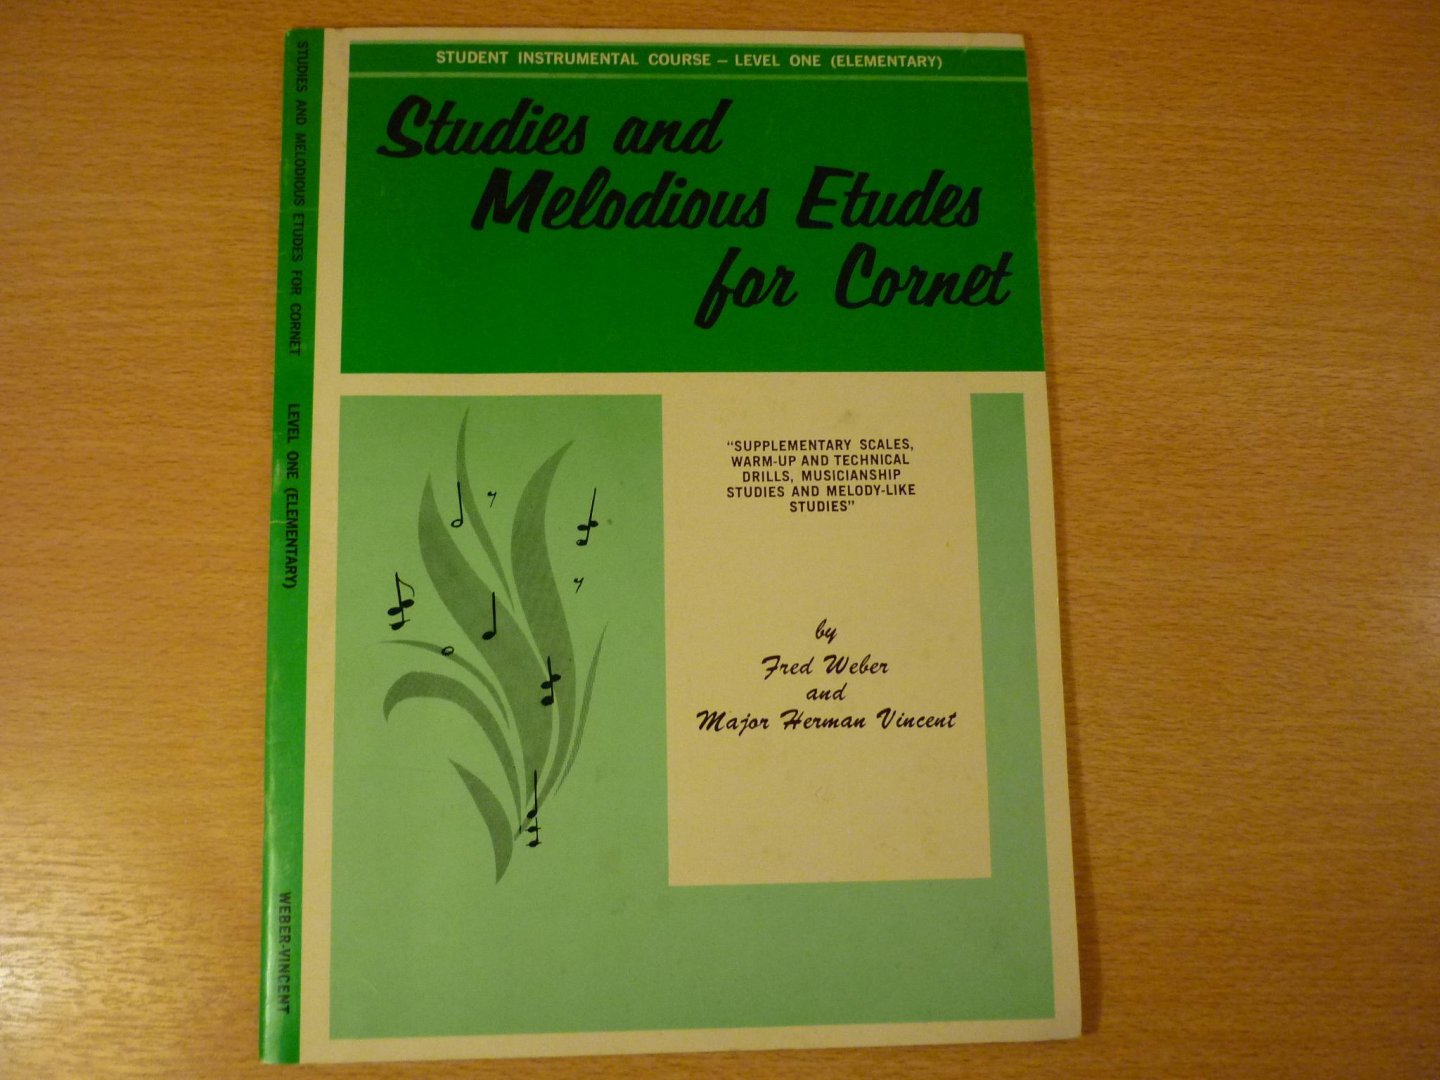 STUDENT INSTRUMENTAL COURSE – LEVEL ONE (ELEMENTARY)
Studies and
Melodious Etudes
for Cornet
"SUPPLEMENTARY SCALES,
WARM-UP AND TECHNICAL
DRILLS, MUSICIANSHIP
STUDIES AND MELODY-LIKE
STUDIES"
by
Fred Weber
and
Major Herman Vincent
STUDIES AND MELODIOUS ETUDES FOR CORNET LEVEL ONE (ELEMENTARY) WEBER-VINCENT